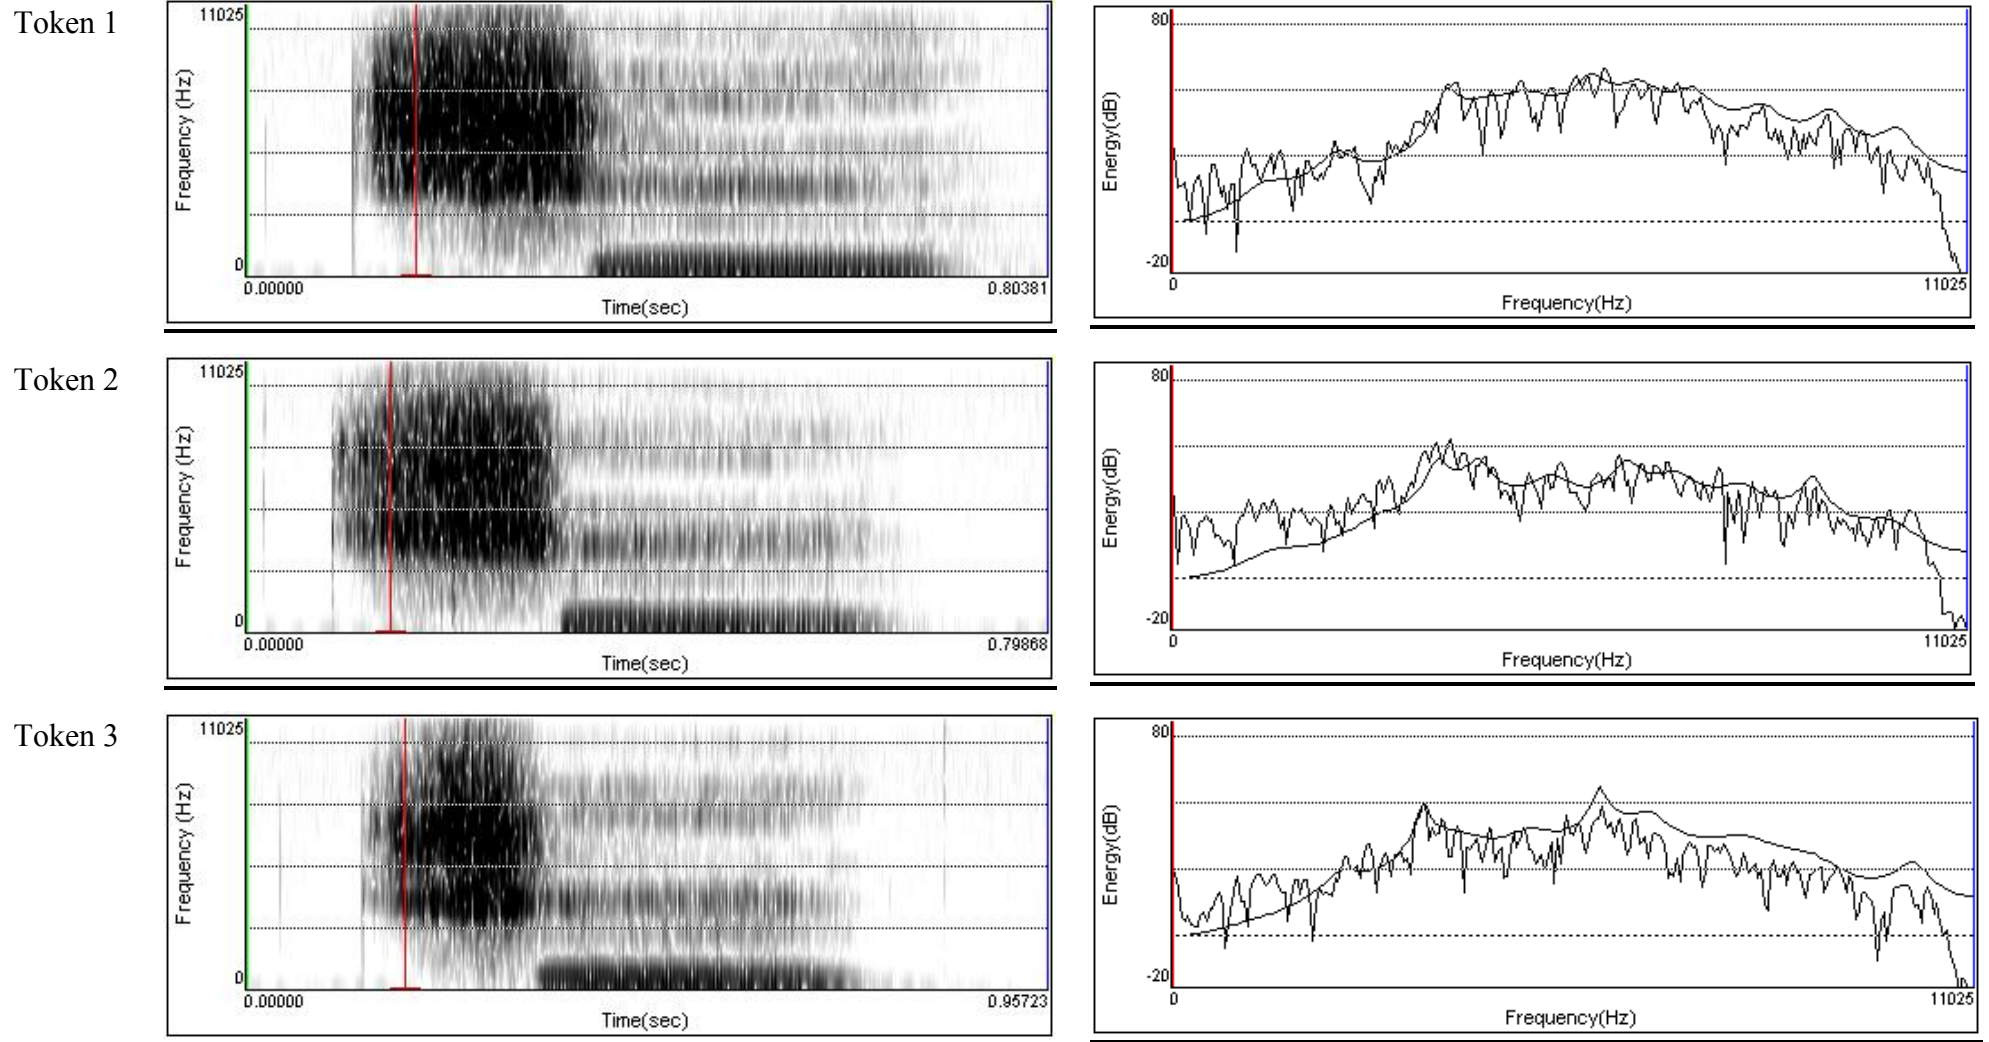 Token 1
11025
Frequency (Hz)
0
0.00000
0.80381
Time(sec)
80
Energy(dB)
-20
0
11025
Frequency(Hz)
Token 2
11025
Frequency (Hz)
0
0.00000
0.79868
Time(sec)
80
Energy(dB)
-20
0
11025
Frequency(Hz)
Token 3
11025
Frequency (Hz)
0
0.00000
0.95723
Time(sec)
80
Energy(dB)
-20
0
11025
Frequency(Hz)